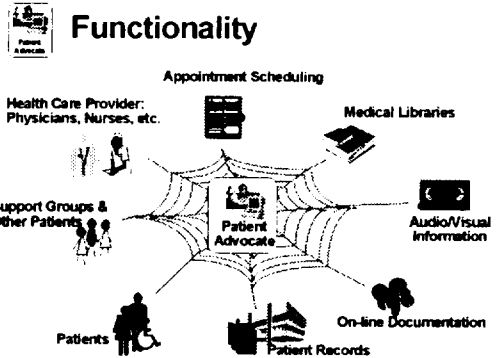 Patient
Advocate
Functionality
Appointment Scheduling
Health Care Provider:
Physicians, Nurses, etc.
Medical Libraries
upport Groups &
ther Patients
Patient
Advocate
Audio/Visual
Information
On-line Documentation
Patients
Patient Records